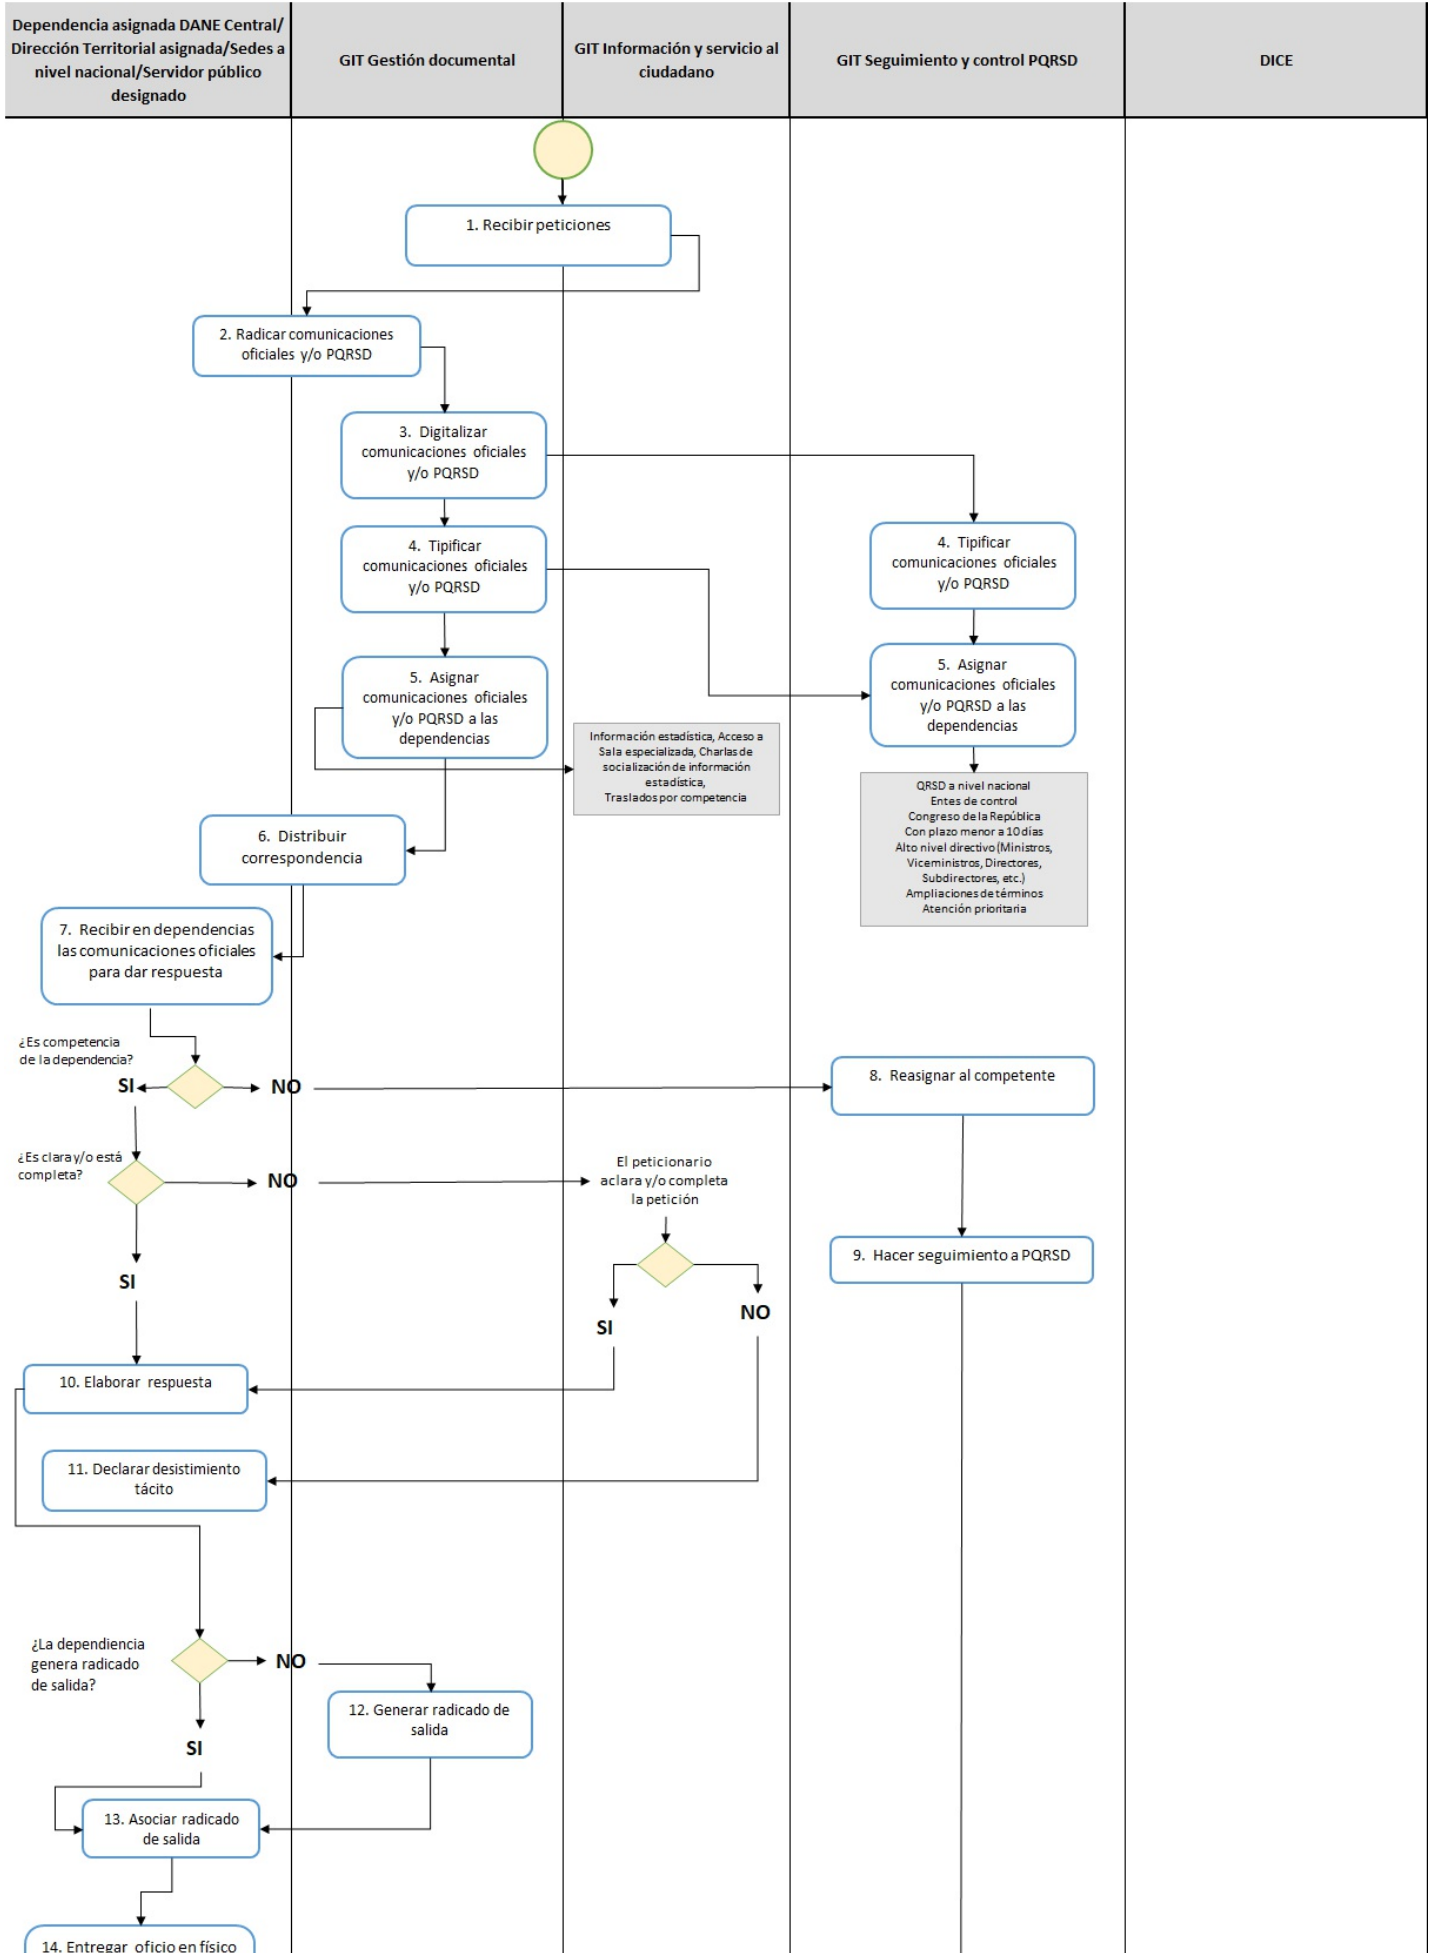 Dependencia asignada DANE Central/
Dirección Territorial asignada/Sedes a
nivel nacional/Servidor público
designado
GIT Gestión documental
GIT Información y servicio al
ciudadano
GIT Seguimiento y control PQRSD
DICE
1. Recibir peticiones
2. Radicar comunicaciones
oficiales y/o PQRSD
3. Digitalizar
comunicaciones oficiales
y/o PQRSD
4. Tipificar
comunicaciones oficiales
y/o PQRSD
4. Tipificar
comunicaciones oficiales
y/o PQRSD
5. Asignar
comunicaciones oficiales
y/o PQRSD a las
dependencias
5. Asignar
comunicaciones oficiales
y/o PQRSD a las
dependencias
Información estadística, Acceso a
Sala especializada, Charlas de
socialización de información
estadística,
Traslados por competencia
QRSD a nivel nacional
Entes de control
Congreso de la República
Con plazo menor a 10 días
Alto nivel directivo (Ministros,
Viceministros, Directores,
Subdirectores, etc.)
Ampliaciones de términos
Atención prioritaria
6. Distribuir
correspondencia
7. Recibir en dependencias
las comunicaciones oficiales
para dar respuesta
¿Es competencia
de la dependencia?
SI
NO
8. Reasignar al competente
¿Es clara y/o está
completa?
NO
El peticionario
aclara y/o completa
la petición
SI
9. Hacer seguimiento a PQRSD
SI
NO
10. Elaborar respuesta
11. Declarar desistimiento
tácito
¿La dependiencia
genera radicado
de salida?
NO
12. Generar radicado de
salida
SI
13. Asociar radicado
de salida
14. Entregar oficio en físico